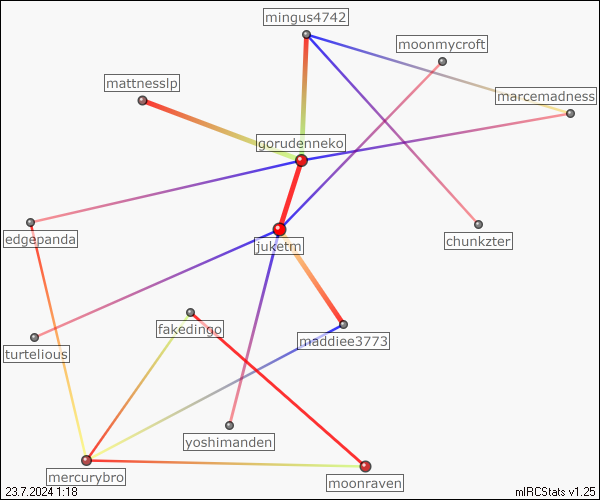 mingus4742
moonmycroft
mattnesslp
marcemadness
gorudenneko
edgepanda
juketm
chunkzter
fakedingo
maddiee3773
turtelious
yoshimanden
mercurybro
moonraven
23.7.2024 1:18
mIRCStats v1.25